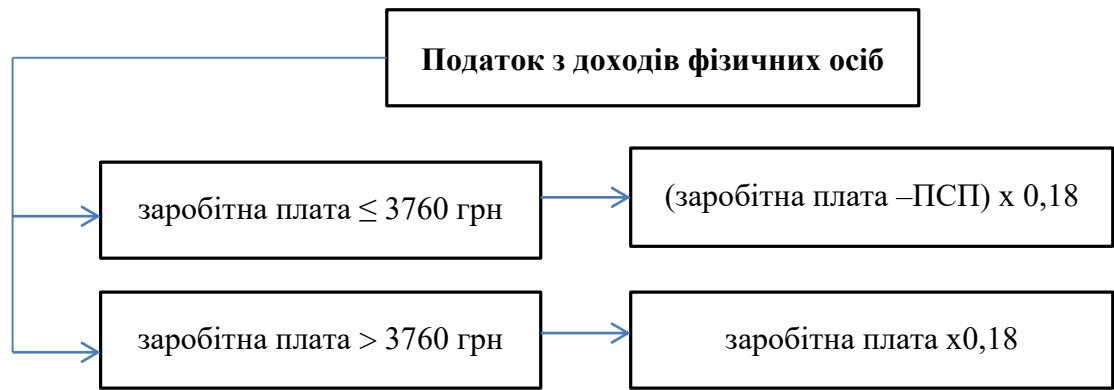 Податок з доходів фізичних осіб
заробітна плата ≤ 3760 грн
(заробітна плата –ПСП) х 0,18
заробітна плата > 3760 грн
заробітна плата х0,18